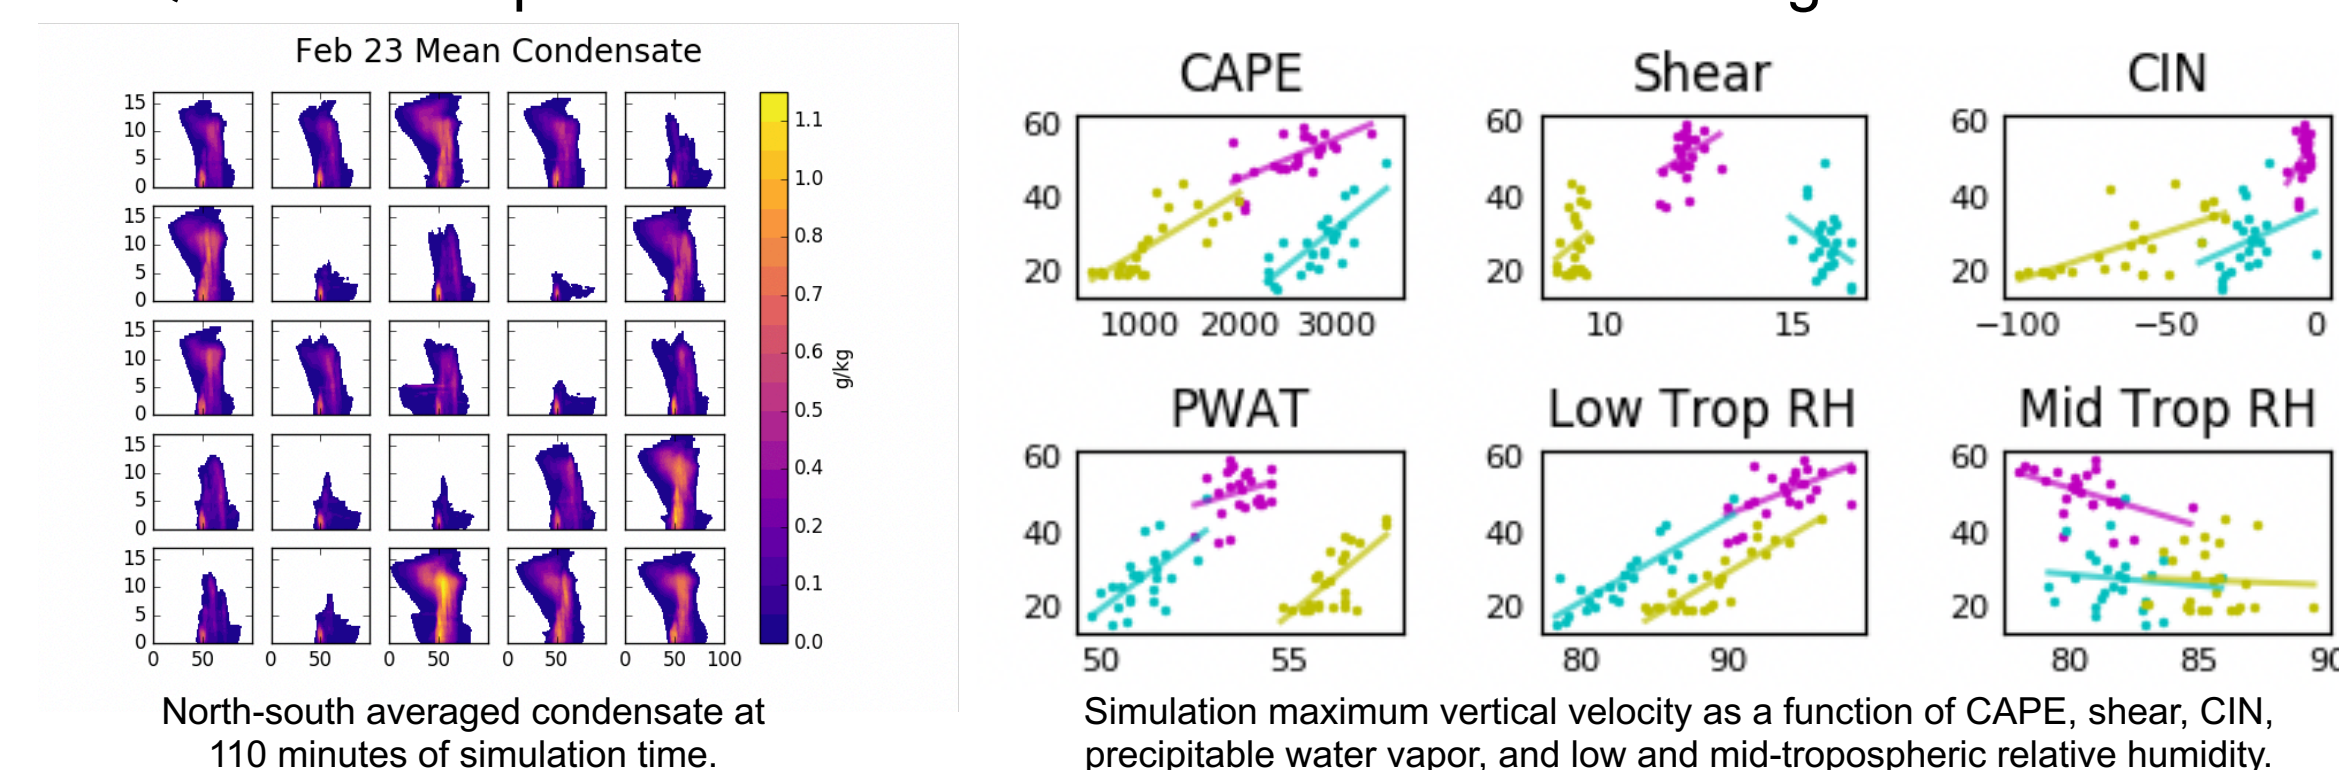 Feb 23 Mean Condensate
15
10
5
0
15
10
5
0
15
10
5
0
15
10
5
0
15
10
5
0
0 50 0 50 0 50 0 50 0 50 100
1.1
1.0
0.8
0.7
0.6
0.5
0.4
0.2
0.1
0.0
g/kg
North-south averaged condensate at
110 minutes of simulation time.
CAPE Shear CIN
60 60 60
40 40 40
20 20 20
1000 2000 3000 10 15 −100 −50 0
PWAT Low Trop RH Mid Trop RH
60 60 60
40 40 40
20 20 20
50 55 80 90 80 85 90
Simulation maximum vertical velocity as a function of CAPE, shear, CIN,
precipitable water vapor, and low and mid-tropospheric relative humidity.